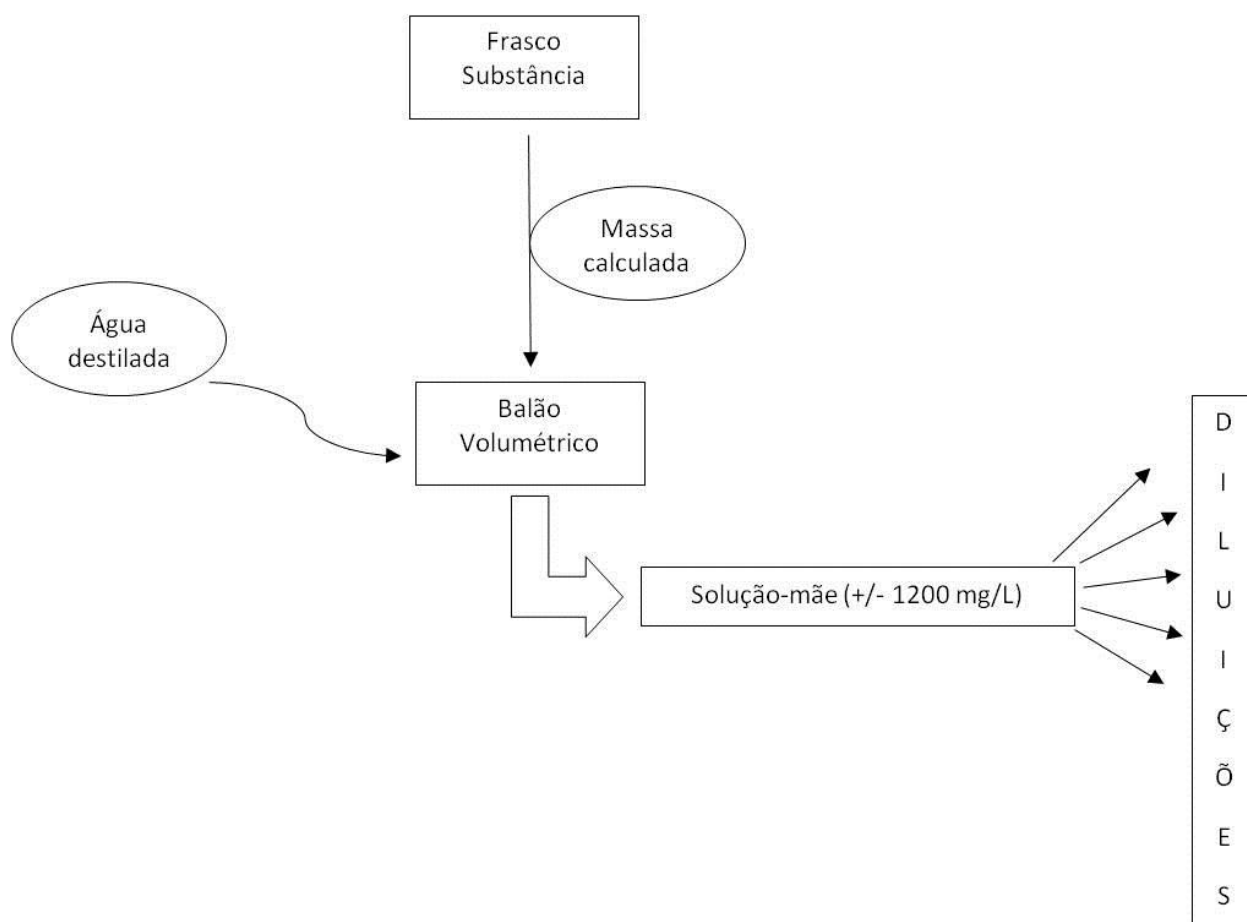 Frasco
Substância
Massa
calculada
Água
destilada
Balão
Volumétrico
Solução-mãe (+/- 1200 mg/L)
D
I
L
U
I
Ç
Õ
E
S